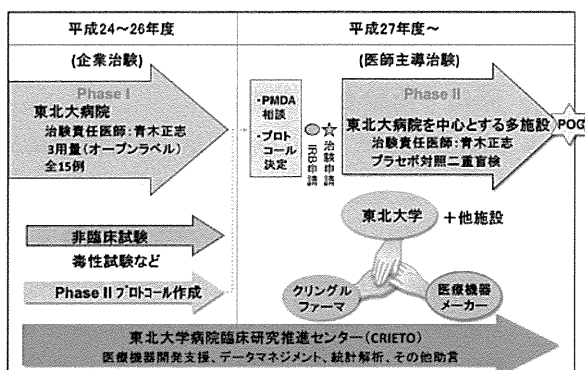 平成24~26年度
平成27年度~
(企業治験)
(医師主導治験)
Phase I
東北大病院
治験責任医師:青木正志
3用量(オープンラベル)
全15例
・PMDA
相談
・プロト
コール
決定
IRB申請
治験申請
Phase II
東北大病院を中心とする多施設
治験責任医師:青木正志
プラセボ対照二重盲検
POC
非臨床試験
毒性試験など
Phase II プロトコール作成
東北大学
+他施設
クリングル
ファーマ
医療機器
メーカー
東北大学病院臨床研究推進センター(CRIETO)
医療機器開発支援、データマネジメント、統計解析、その他助言